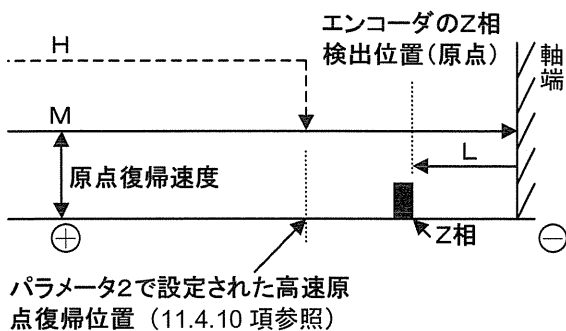 エンコーダのZ相
検出位置（原点）
軸端
H
M
L
原点復帰速度
Z相
⊕
⊖
パラメータ2で設定された高速原
点復帰位置（11.4.10 項参照）